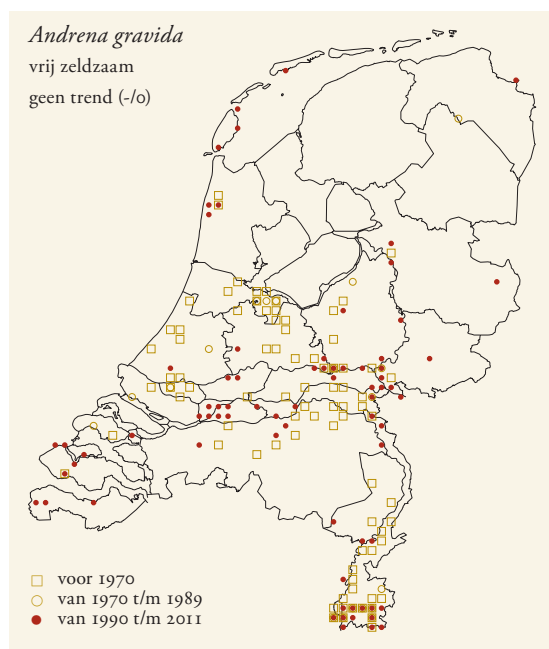 Andrena gravida
vrij zeldzaam
geen trend (-/0)
voor 1970
van 1970 t/m 1989
van 1990 t/m 2011